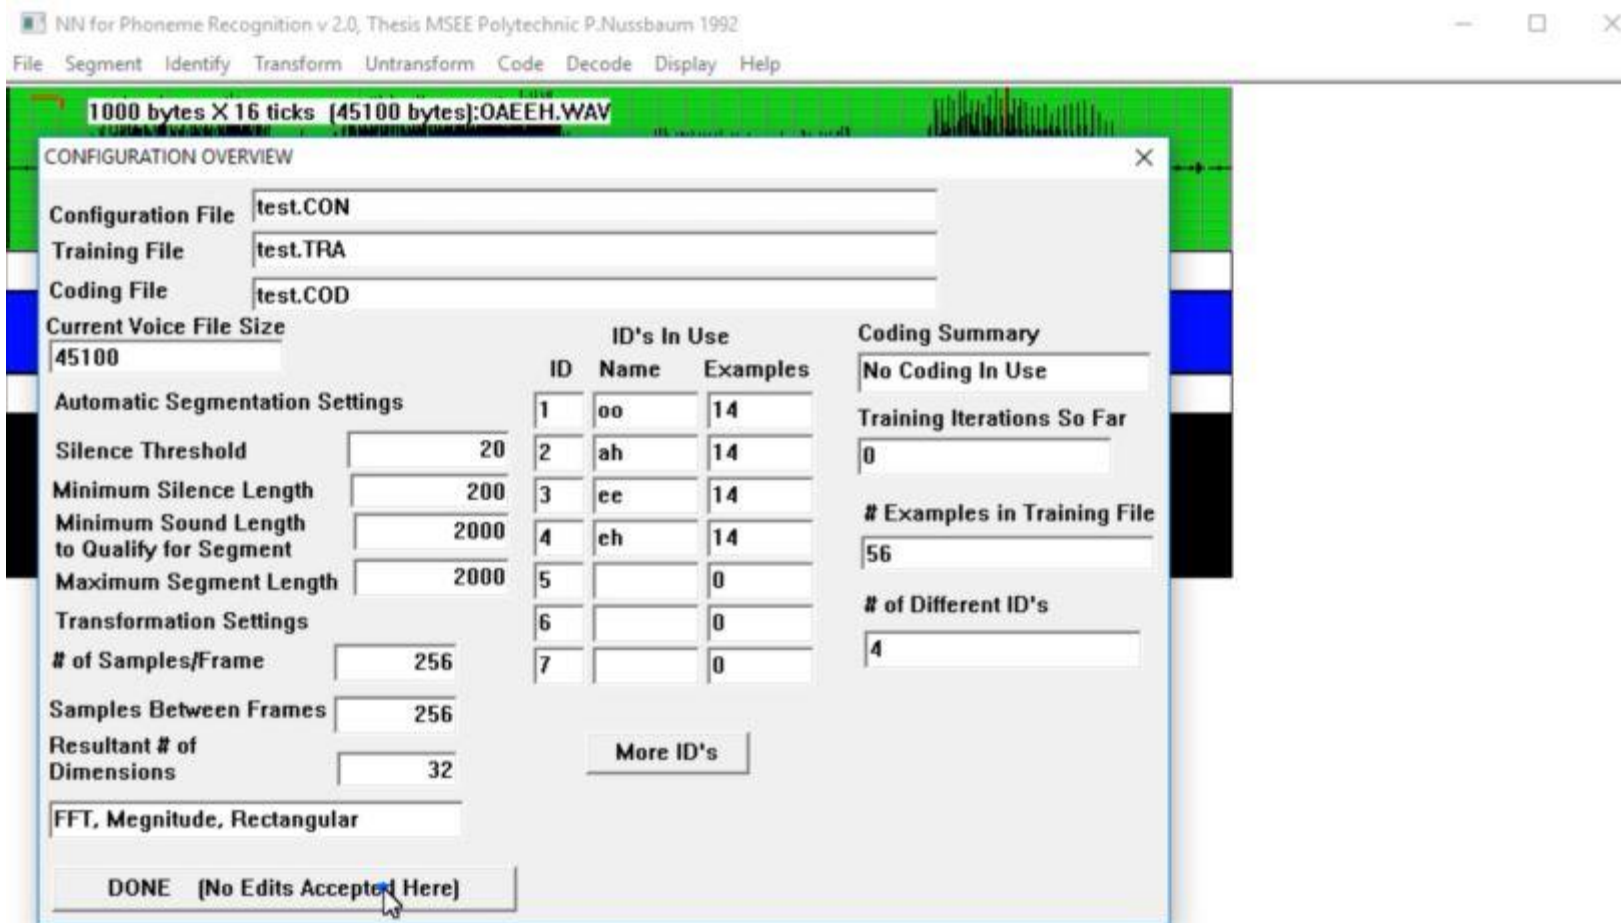 NN for Phoneme Recognition v 2.0, Thesis MSEE Polytechnic P.Nussbaum 1992
File Segment Identify Transform Untransform Code Decode Display Help
1000 bytes X 16 ticks (45100 bytes):OAEEH.WAV
CONFIGURATION OVERVIEW
Configuration File test.CON
Training File test.TRA
Coding File test.COD
Current Voice File Size
45100
Automatic Segmentation Settings
Silence Threshold 20
Minimum Silence Length 200
Minimum Sound Length
to Qualify for Segment 2000
Maximum Segment Length 2000
Transformation Settings
# of Samples/Frame 256
Samples Between Frames 256
Resultant # of
Dimensions 32
FFT, Megnitude, Rectangular
DONE (No Edits Accepted Here)
ID's In Use
ID Name Examples
1 oo 14
2 ah 14
3 ee 14
4 eh 14
5 0
6 0
7 0
More ID's
Coding Summary
No Coding In Use
Training Iterations So Far
0
# Examples in Training File
56
# of Different ID's
4